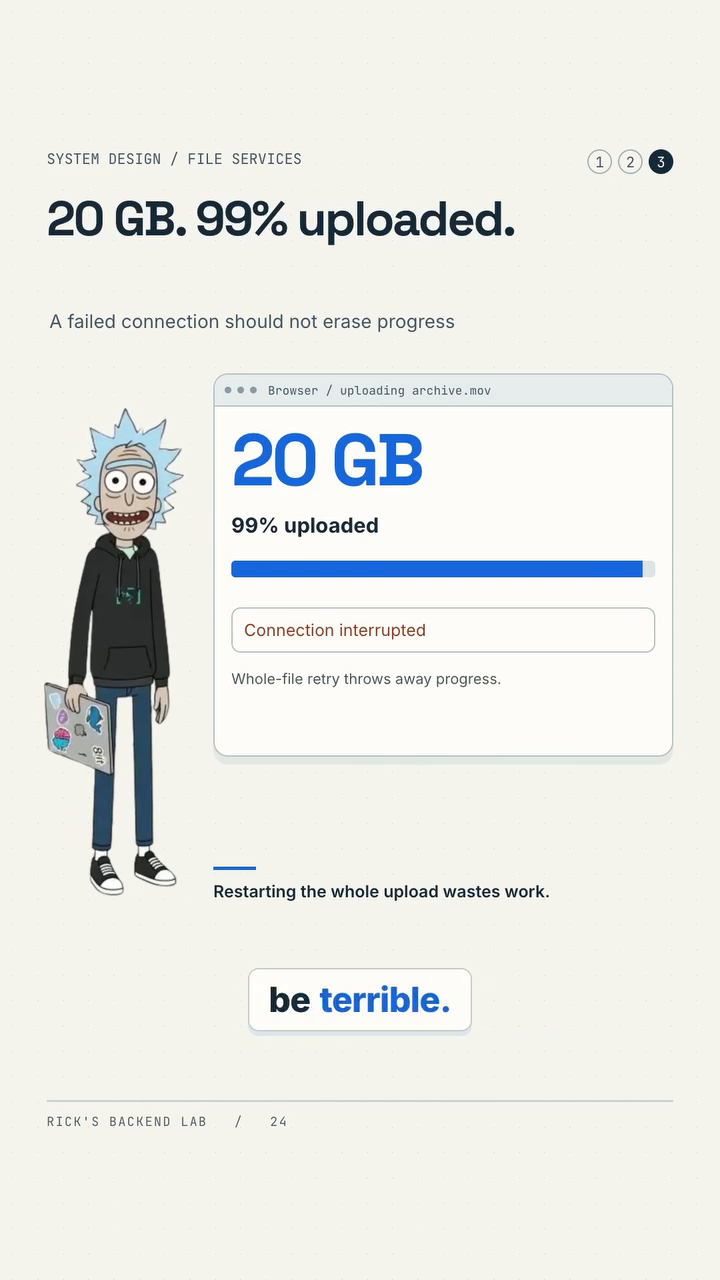 SYSTEM DESIGN / FILE SERVICES
1 2 3
20 GB. 99% uploaded.
A failed connection should not erase progress
Browser / uploading archive.mov
20 GB
99% uploaded
Connection interrupted
Whole-file retry throws away progress.
Restarting the whole upload wastes work.
be terrible.
RICK'S BACKEND LAB / 24